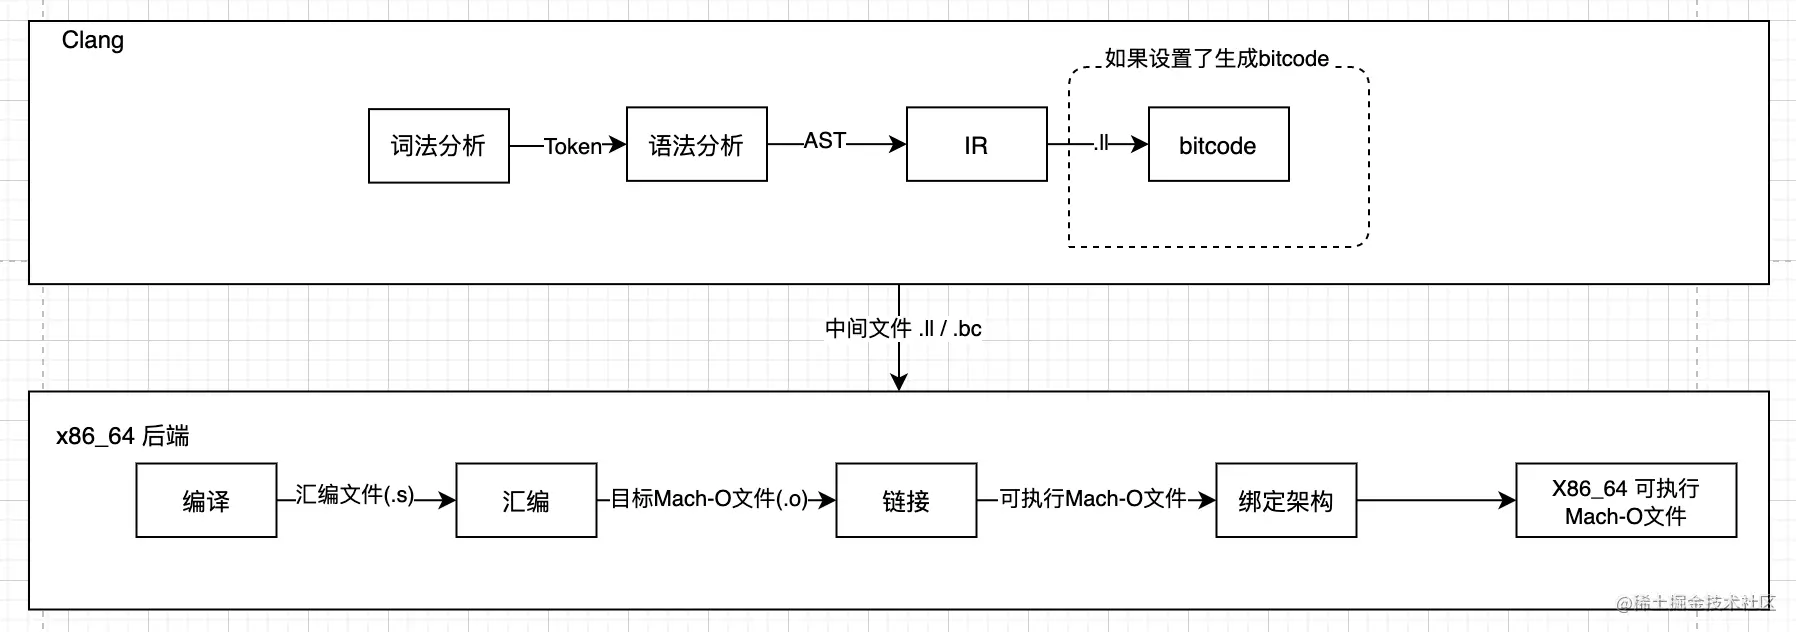 Clang
如果设置了生成bitcode
词法分析
Token
语法分析
AST
IR
.ll
bitcode
中间文件 .ll / .bc
x86_64 后端
编译
汇编文件(.s)
汇编
目标Mach-O文件(.o)
链接
可执行Mach-O文件
绑定架构
X86_64 可执行
Mach-O文件
@稀土掘金技术社区